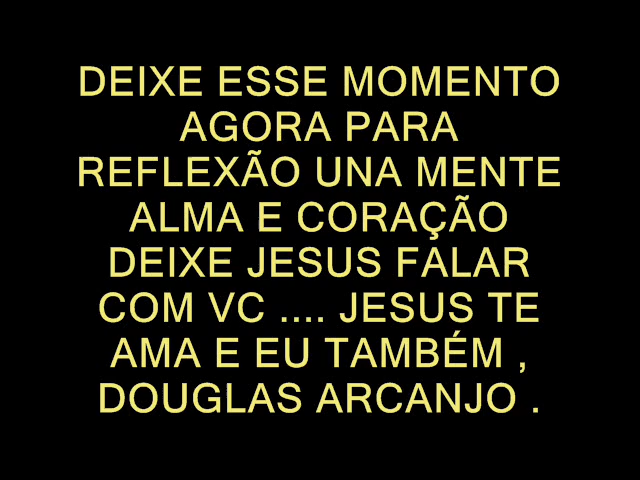 DEIXE ESSE MOMENTO
AGORA PARA
REFLEXÃO UNA MENTE
ALMA E CORAÇÃO
DEIXE JESUS FALAR
COM VC .... JESUS TE
AMA E EU TAMBÉM ,
DOUGLAS ARCANJO .